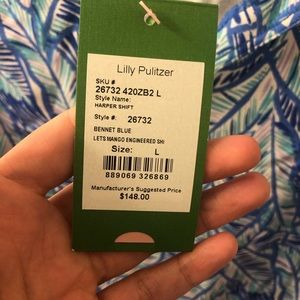 Lilly Pulitzer
SKU #
26732 420ZB2 L
Style Name:
HARPER SHIFT
Style #: 26732
BENNET BLUE
LETS MANGO ENGINEERED SHI
Size: L
889069 326869
Manufacturer's Suggested Price
$148.00